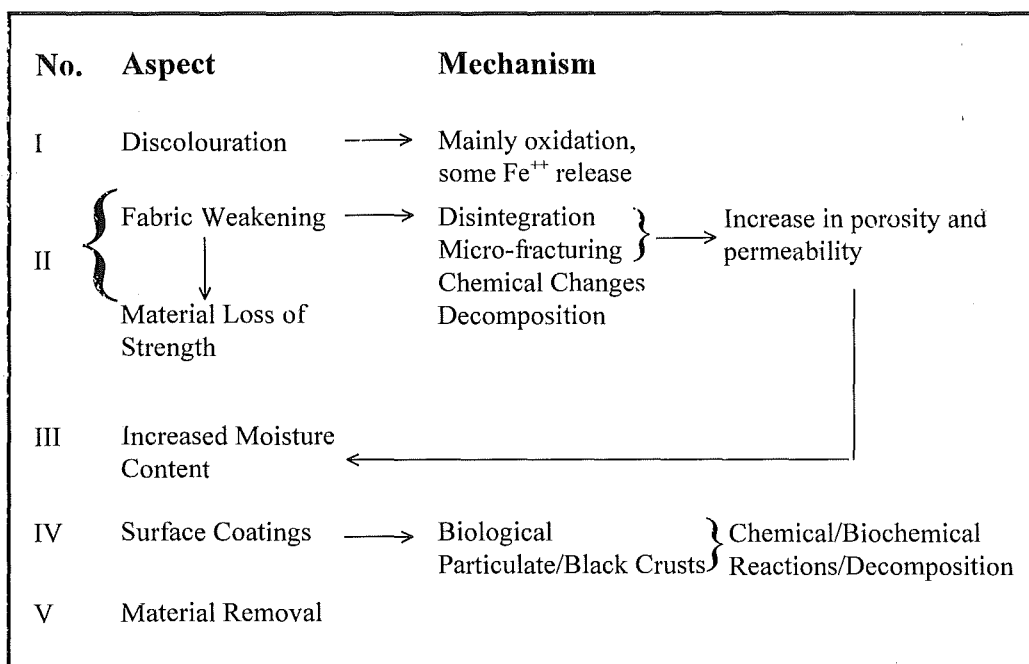 No. Aspect Mechanism
I Discolouration Mainly oxidation,
some Fe⁺⁺ release
Fabric Weakening Disintegration Increase in porosity and
II Micro-fracturing permeability
Chemical Changes
Material Loss of Decomposition
Strength
III Increased Moisture
Content
IV Surface Coatings Biological Chemical/Biochemical
Particulate/Black Crusts Reactions/Decomposition
V Material Removal